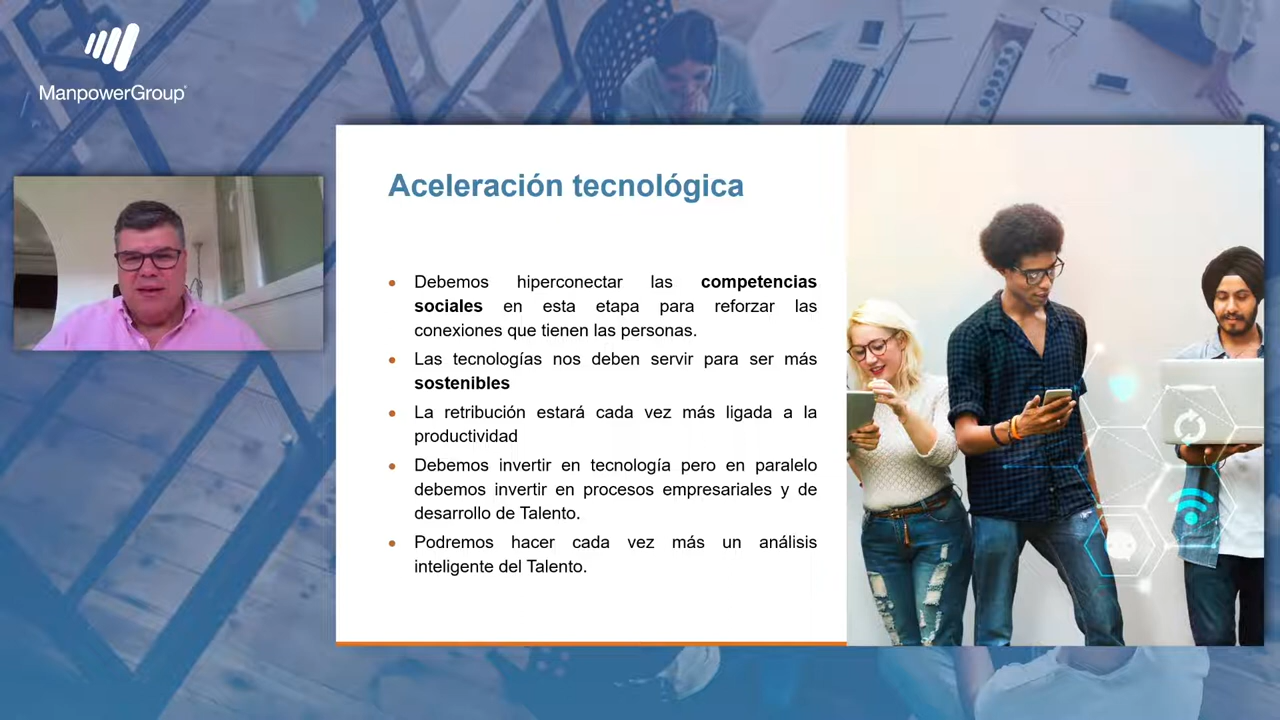 ManpowerGroup
Aceleración tecnológica
Debemos hiperconectar las competencias
sociales en esta etapa para reforzar las
conexiones que tienen las personas.
Las tecnologías nos deben servir para ser más
sostenibles
La retribución estará cada vez más ligada a la
productividad
Debemos invertir en tecnología pero en paralelo
debemos invertir en procesos empresariales y de
desarrollo de Talento.
Podremos hacer cada vez más un análisis
inteligente del Talento.